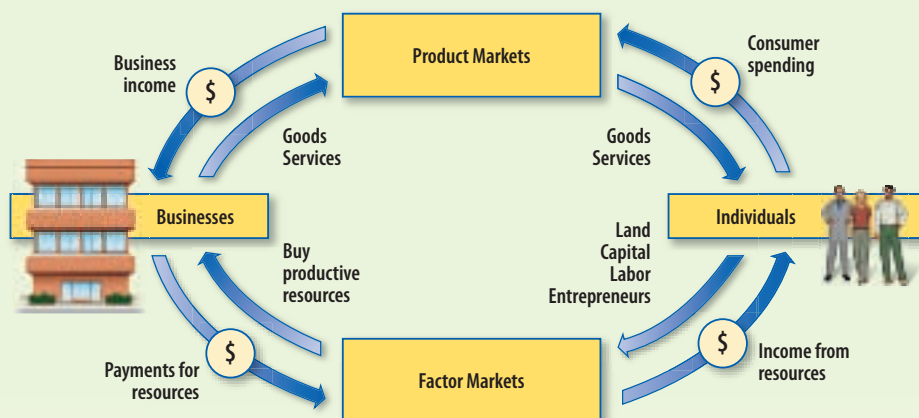 Product Markets
Business
income
$
Consumer
spending
$
Goods
Services
Goods
Services
Businesses
Individuals
Buy
productive
resources
Land
Capital
Labor
Entrepreneurs
Payments for
resources
$
Factor Markets
$
Income from
resources